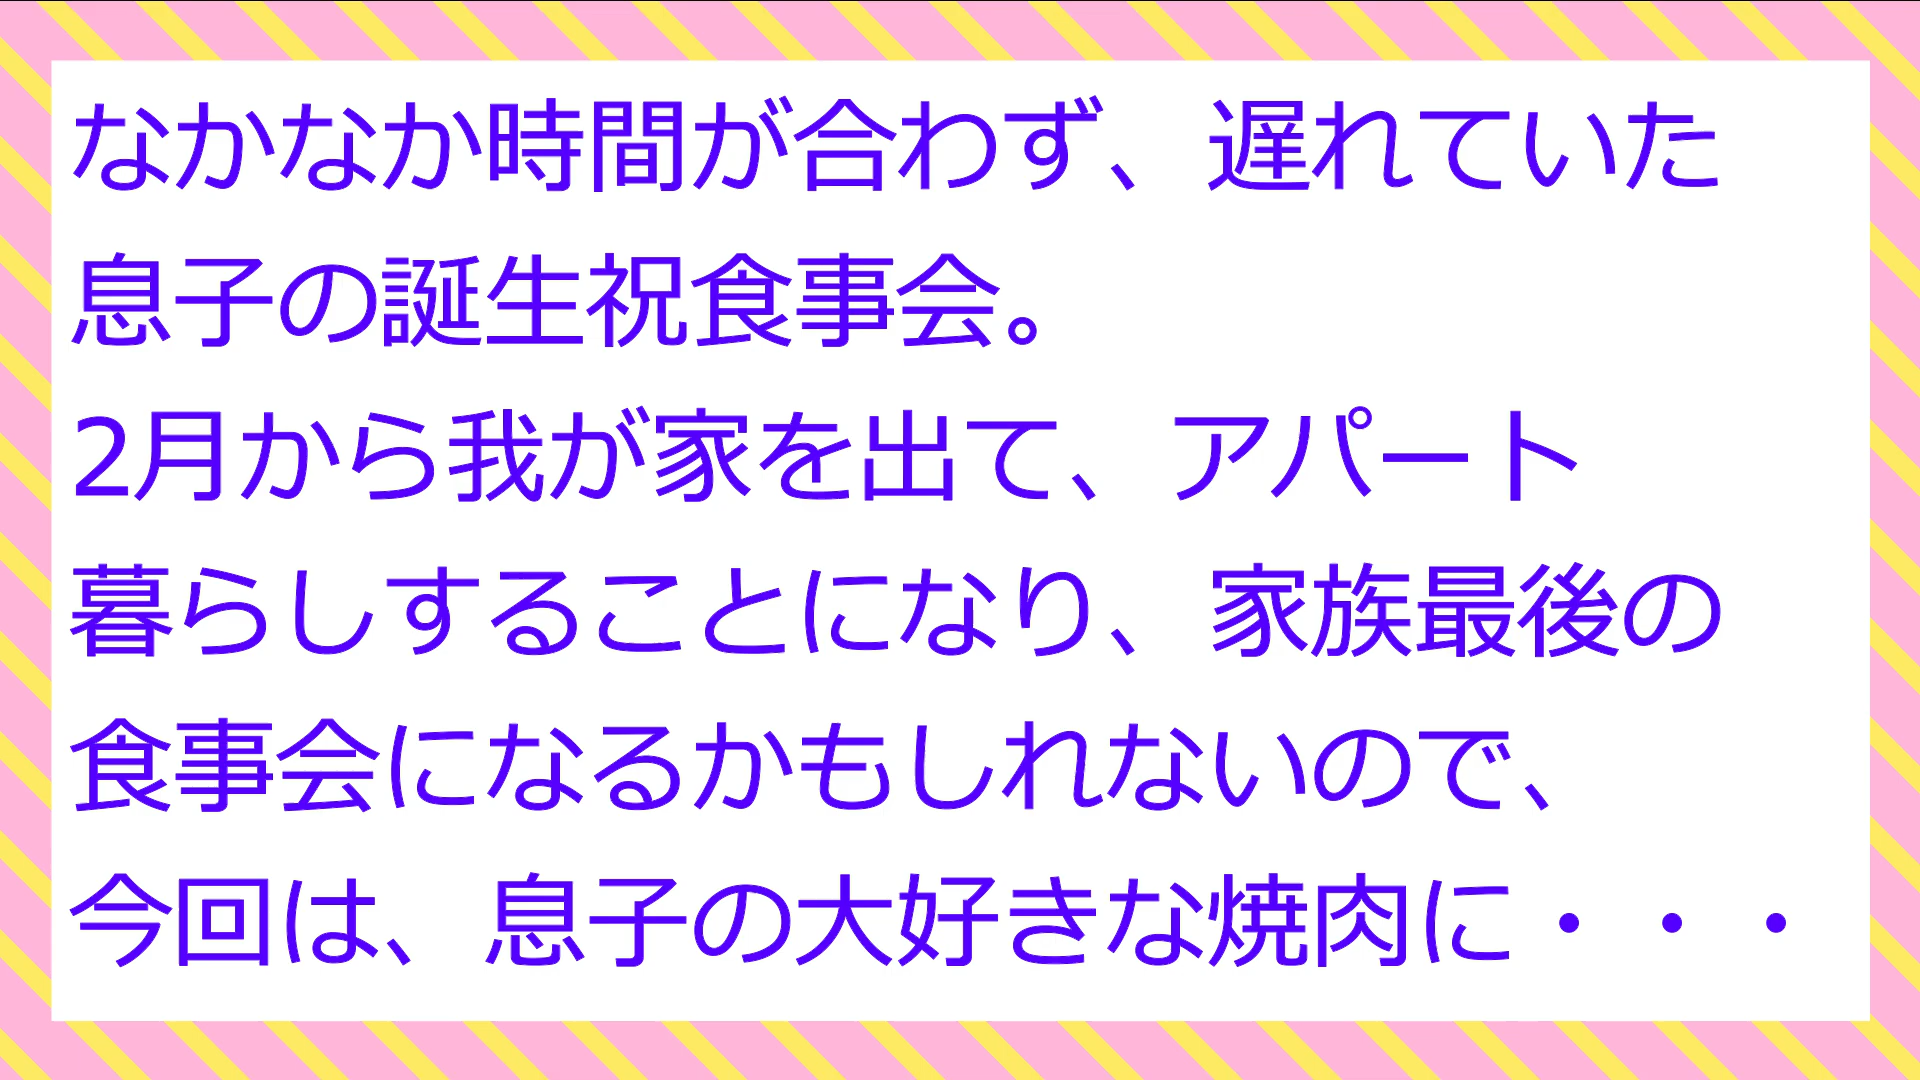 なかなか時間が合わず、遅れていた
息子の誕生祝食事会。
2月から我が家を出て、アパート
暮らしすることになり、家族最後の
食事会になるかもしれないので、
今回は、息子の大好きな焼肉に・・・